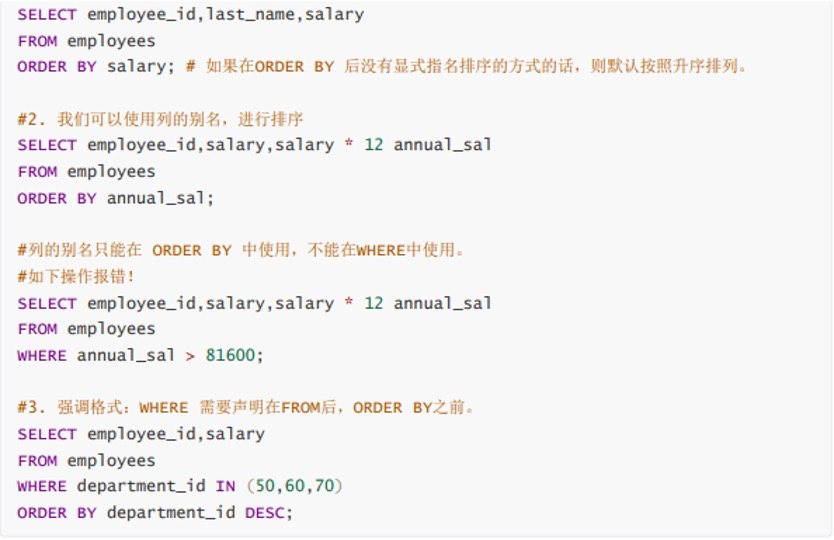 SELECT employee_id,last_name,salary
FROM employees
ORDER BY salary; # 如果在ORDER BY 后没有显式指名排序的方式的话，则默认按照升序排列。
#2. 我们可以使用列的别名，进行排序
SELECT employee_id,salary,salary * 12 annual_sal
FROM employees
ORDER BY annual_sal;
#列的别名只能在 ORDER BY 中使用，不能在WHERE中使用。
#如下操作报错！
SELECT employee_id,salary,salary * 12 annual_sal
FROM employees
WHERE annual_sal > 81600;
#3. 强调格式：WHERE 需要声明在FROM后，ORDER BY之前。
SELECT employee_id,salary
FROM employees
WHERE department_id IN (50,60,70)
ORDER BY department_id DESC;